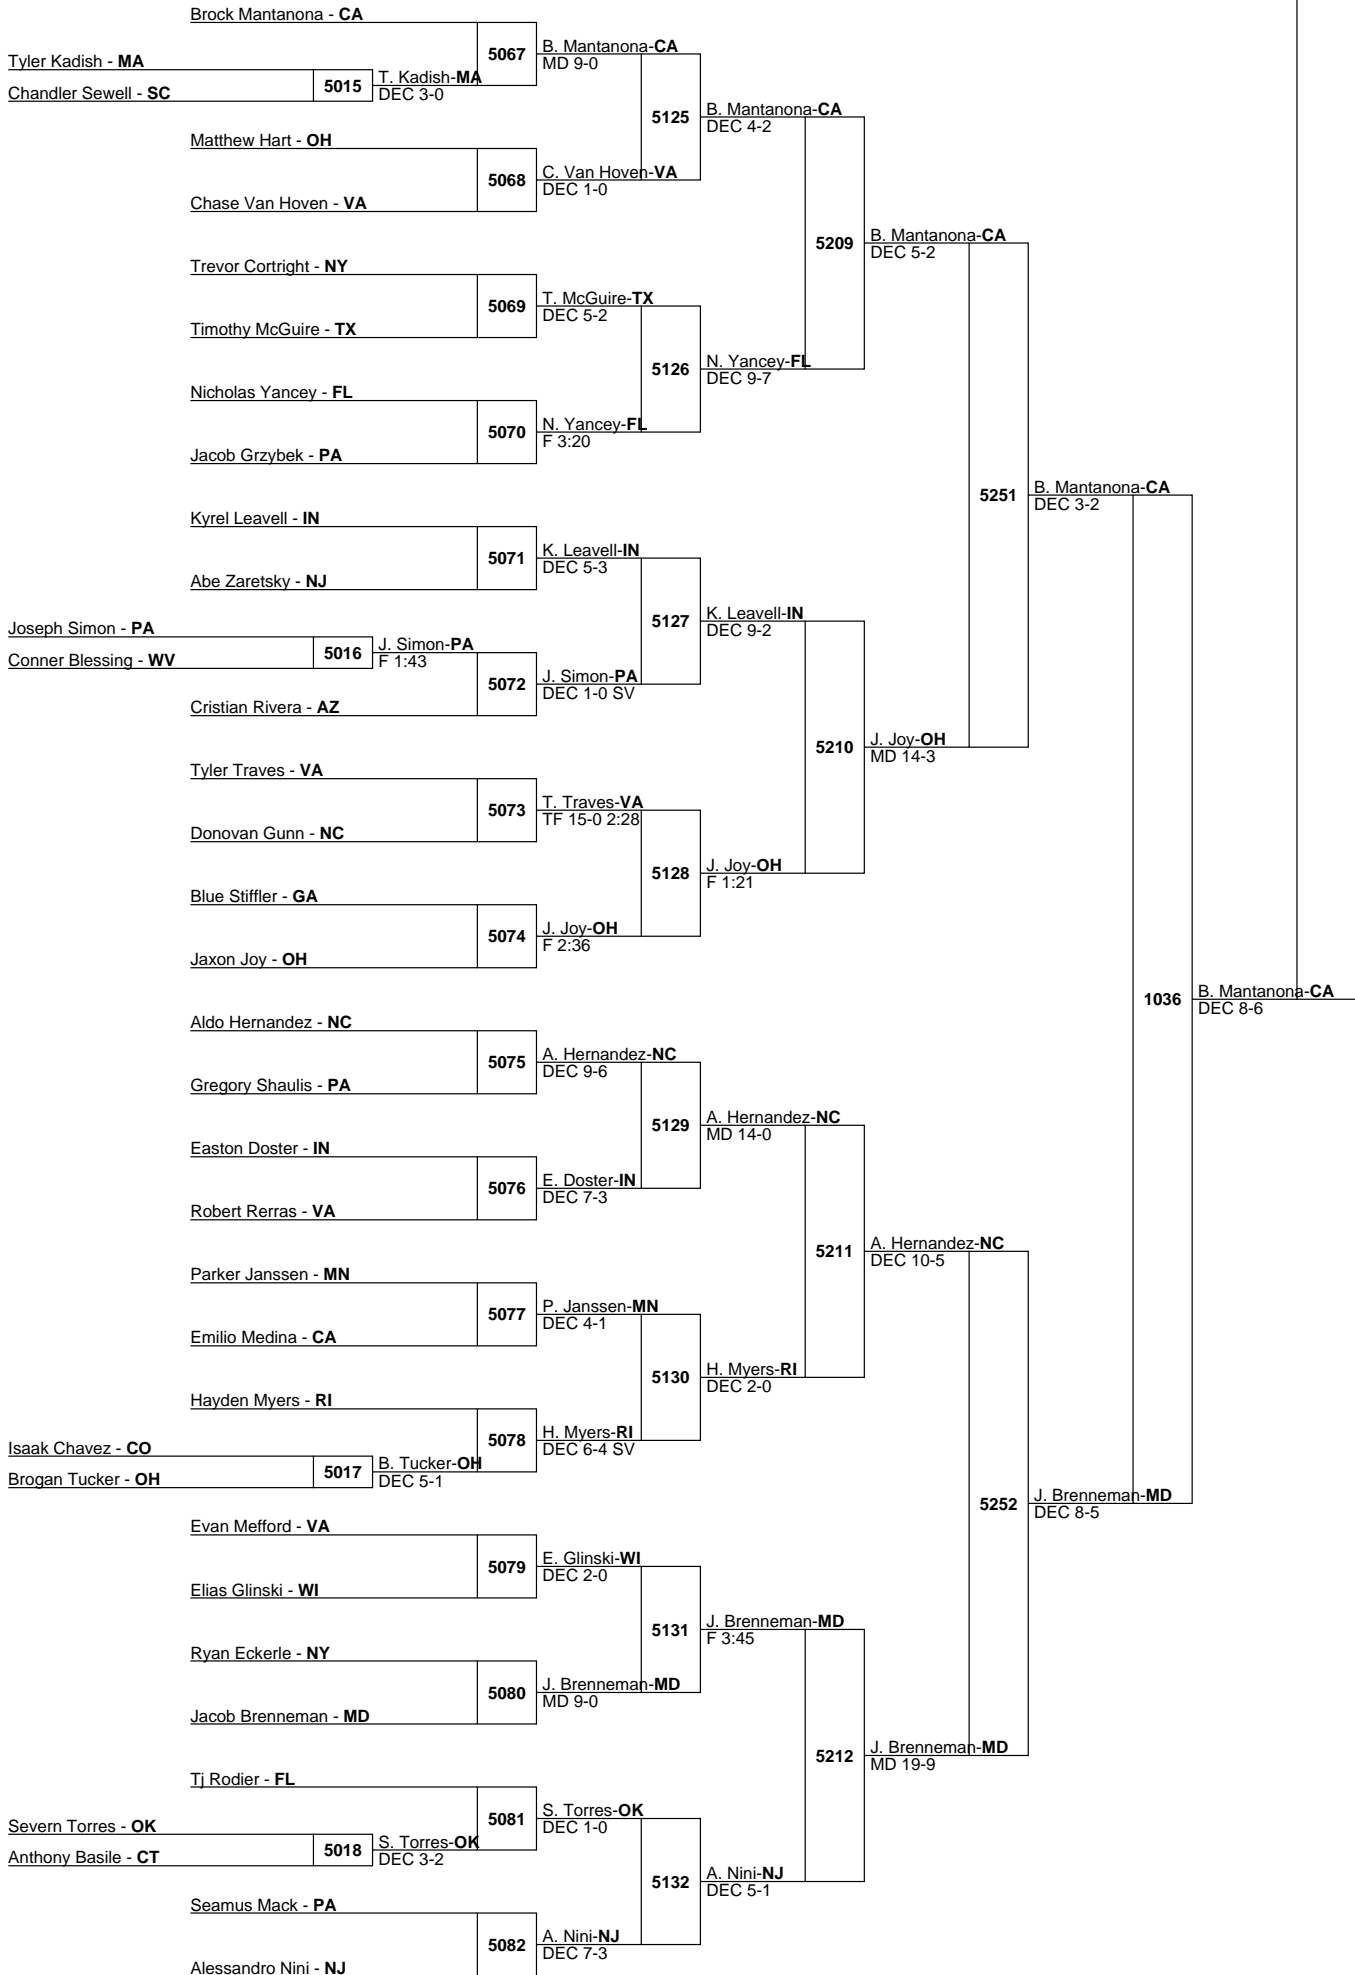 Brock Mantanona - CA
5067
B. Mantanona-CA
MD 9-0
Tyler Kadish - MA
Chandler Sewell - SC
5015
T. Kadish-MA
DEC 3-0
5125
B. Mantanona-CA
DEC 4-2
Matthew Hart - OH
5068
C. Van Hoven-VA
DEC 1-0
Chase Van Hoven - VA
5209
B. Mantanona-CA
DEC 5-2
Trevor Cortright - NY
5069
T. McGuire-TX
DEC 5-2
Timothy McGuire - TX
5126
N. Yancey-FL
DEC 9-7
Nicholas Yancey - FL
5070
N. Yancey-FL
F 3:20
Jacob Grzybek - PA
5251
B. Mantanona-CA
DEC 3-2
Kyrel Leavell - IN
5071
K. Leavell-IN
DEC 5-3
Abe Zaretsky - NJ
5127
K. Leavell-IN
DEC 9-2
Joseph Simon - PA
Conner Blessing - WV
5016
J. Simon-PA
F 1:43
5072
J. Simon-PA
DEC 1-0 SV
Cristian Rivera - AZ
5210
J. Joy-OH
MD 14-3
Tyler Traves - VA
5073
T. Traves-VA
TF 15-0 2:28
Donovan Gunn - NC
5128
J. Joy-OH
F 1:21
Blue Stiffler - GA
5074
J. Joy-OH
F 2:36
Jaxon Joy - OH
1036
B. Mantanona-CA
DEC 8-6
Aldo Hernandez - NC
5075
A. Hernandez-NC
DEC 9-6
Gregory Shaulis - PA
5129
A. Hernandez-NC
MD 14-0
Easton Doster - IN
5076
E. Doster-IN
DEC 7-3
Robert Rerras - VA
5211
A. Hernandez-NC
DEC 10-5
Parker Janssen - MN
5077
P. Janssen-MN
DEC 4-1
Emilio Medina - CA
5130
H. Myers-RI
DEC 2-0
Hayden Myers - RI
5078
H. Myers-RI
DEC 6-4 SV
Isaak Chavez - CO
Brogan Tucker - OH
5017
B. Tucker-OH
DEC 5-1
5252
J. Brenneman-MD
DEC 8-5
Evan Mefford - VA
5079
E. Glinski-WI
DEC 2-0
Elias Glinski - WI
5131
J. Brenneman-MD
F 3:45
Ryan Eckerle - NY
5080
J. Brenneman-MD
MD 9-0
Jacob Brenneman - MD
5212
J. Brenneman-MD
MD 19-9
Tj Rodier - FL
5081
S. Torres-OK
DEC 1-0
Severn Torres - OK
Anthony Basile - CT
5018
S. Torres-OK
DEC 3-2
5132
A. Nini-NJ
DEC 5-1
Seamus Mack - PA
5082
A. Nini-NJ
DEC 7-3
Alessandro Nini - NJ